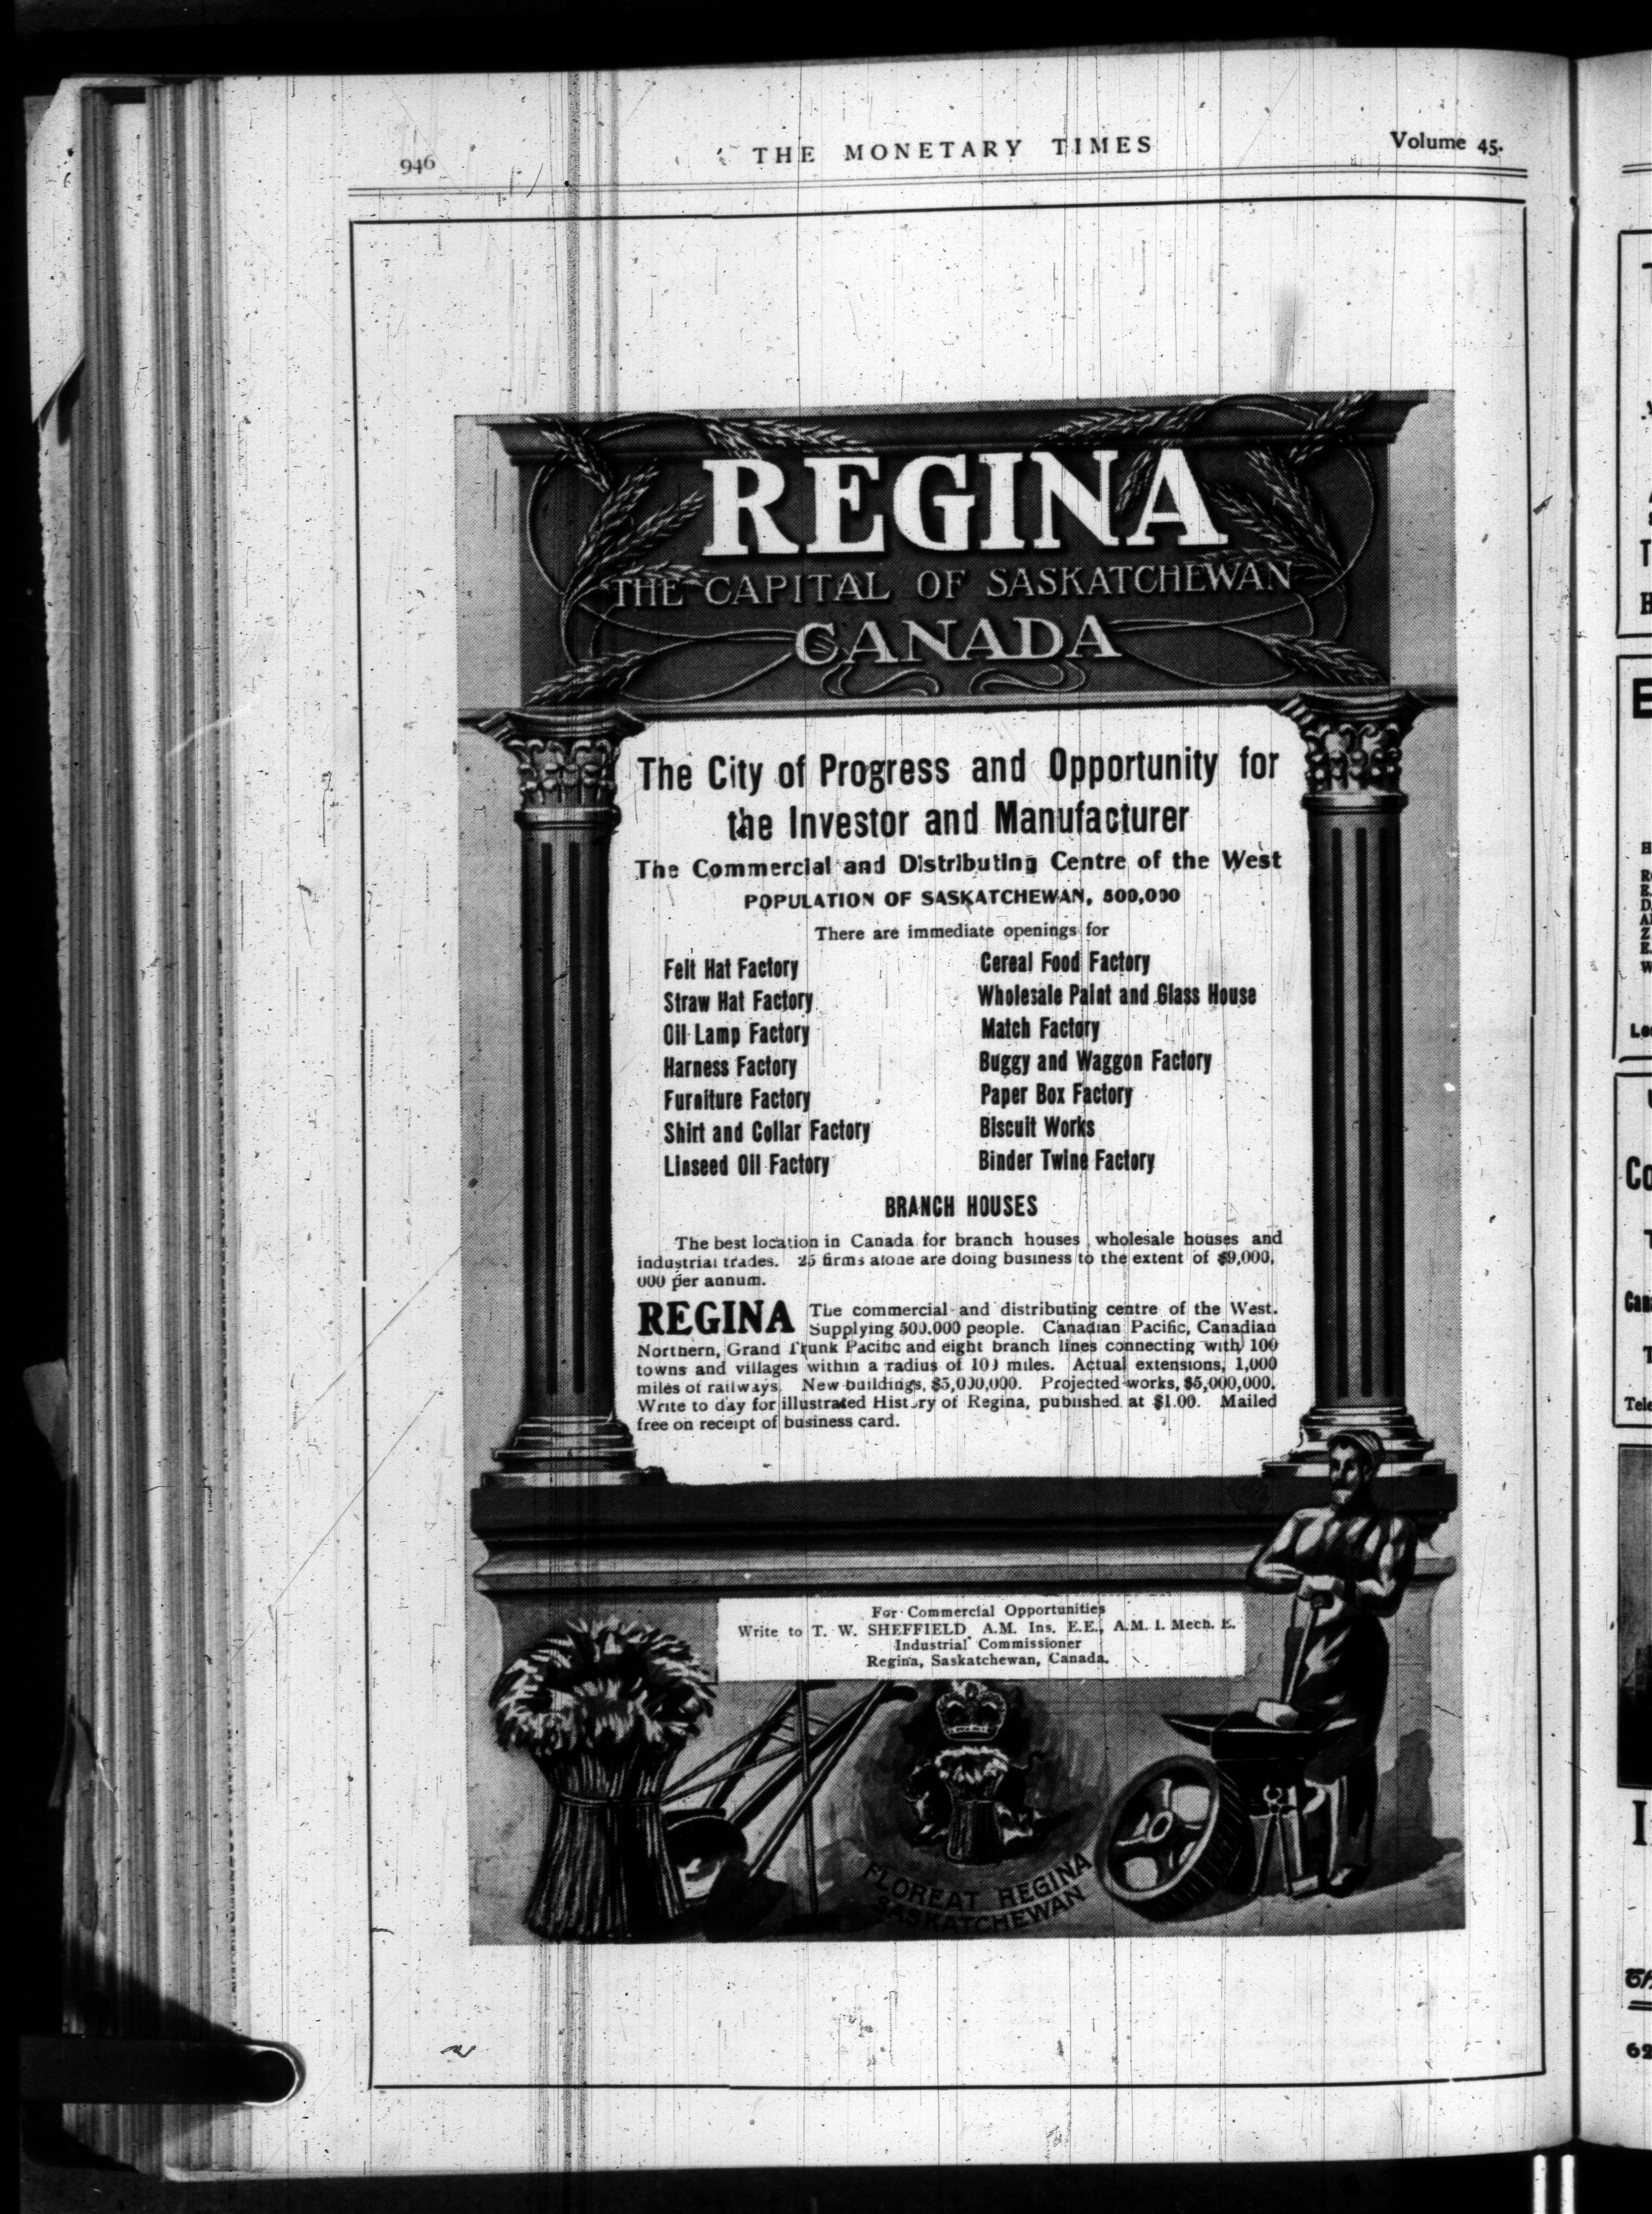 946
THE MONETARY TIMES
Volume 45.
REGINA
THE CAPITAL OF SASKATCHEWAN
CANADA
The City of Progress and Opportunity for
the Investor and Manufacturer
The Commercial and Distributing Centre of the West
POPULATION OF SASKATCHEWAN, 500,000
There are immediate openings for
Felt Hat Factory
Straw Hat Factory
Oil Lamp Factory
Harness Factory
Furniture Factory
Shirt and Collar Factory
Linseed Oil Factory
Cereal Food Factory
Wholesale Paint and Glass House
Match Factory
Buggy and Waggon Factory
Paper Box Factory
Biscuit Works
Binder Twine Factory
BRANCH HOUSES
The best location in Canada for branch houses, wholesale houses and
industrial trades. 25 firms alone are doing business to the extent of $9,000,
000 per annum.
REGINA The commercial and distributing centre of the West.
Supplying 500,000 people. Canadian Pacific, Canadian
Northern, Grand Trunk Pacific and eight branch lines connecting with 100
towns and villages within a radius of 100 miles. Actual extensions, 1,000
miles of railways. New buildings, $5,000,000. Projected works, $5,000,000.
Write to day for illustrated History of Regina, published at $1.00. Mailed
free on receipt of business card.
For Commercial Opportunities
Write to T. W. SHEFFIELD A.M. Ins. E.E., A.M. I. Mech. E.
Industrial Commissioner
Regina, Saskatchewan, Canada.
FLOREAT REGINA
SASKATCHEWAN